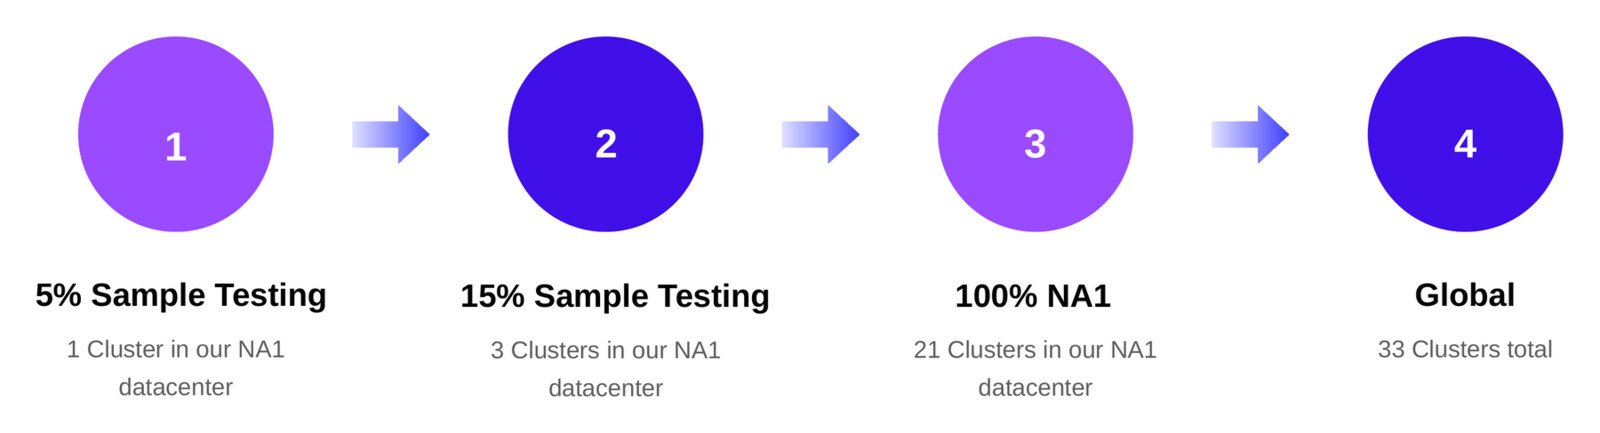 1
2
3
4
5% Sample Testing
15% Sample Testing
100% NA1
Global
1 Cluster in our NA1
datacenter
3 Clusters in our NA1
datacenter
21 Clusters in our NA1
datacenter
33 Clusters total